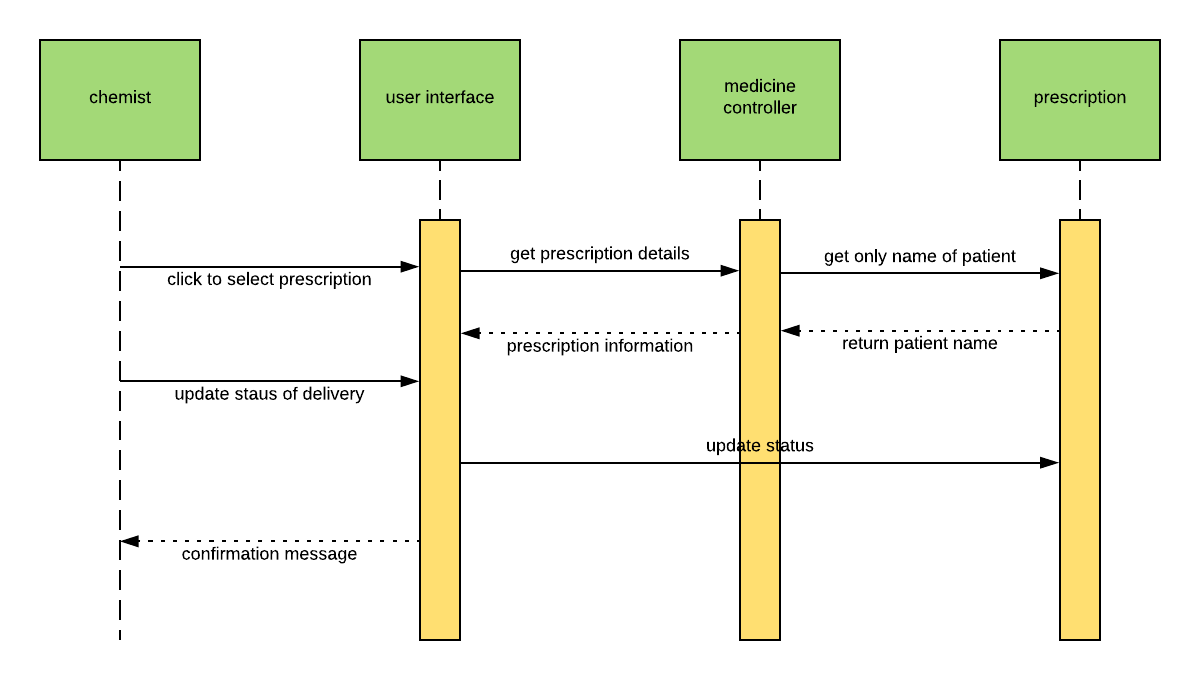 chemist
user interface
medicine
controller
prescription
get prescription details
get only name of patient
click to select prescription
prescription information
return patient name
update staus of delivery
update status
confirmation message